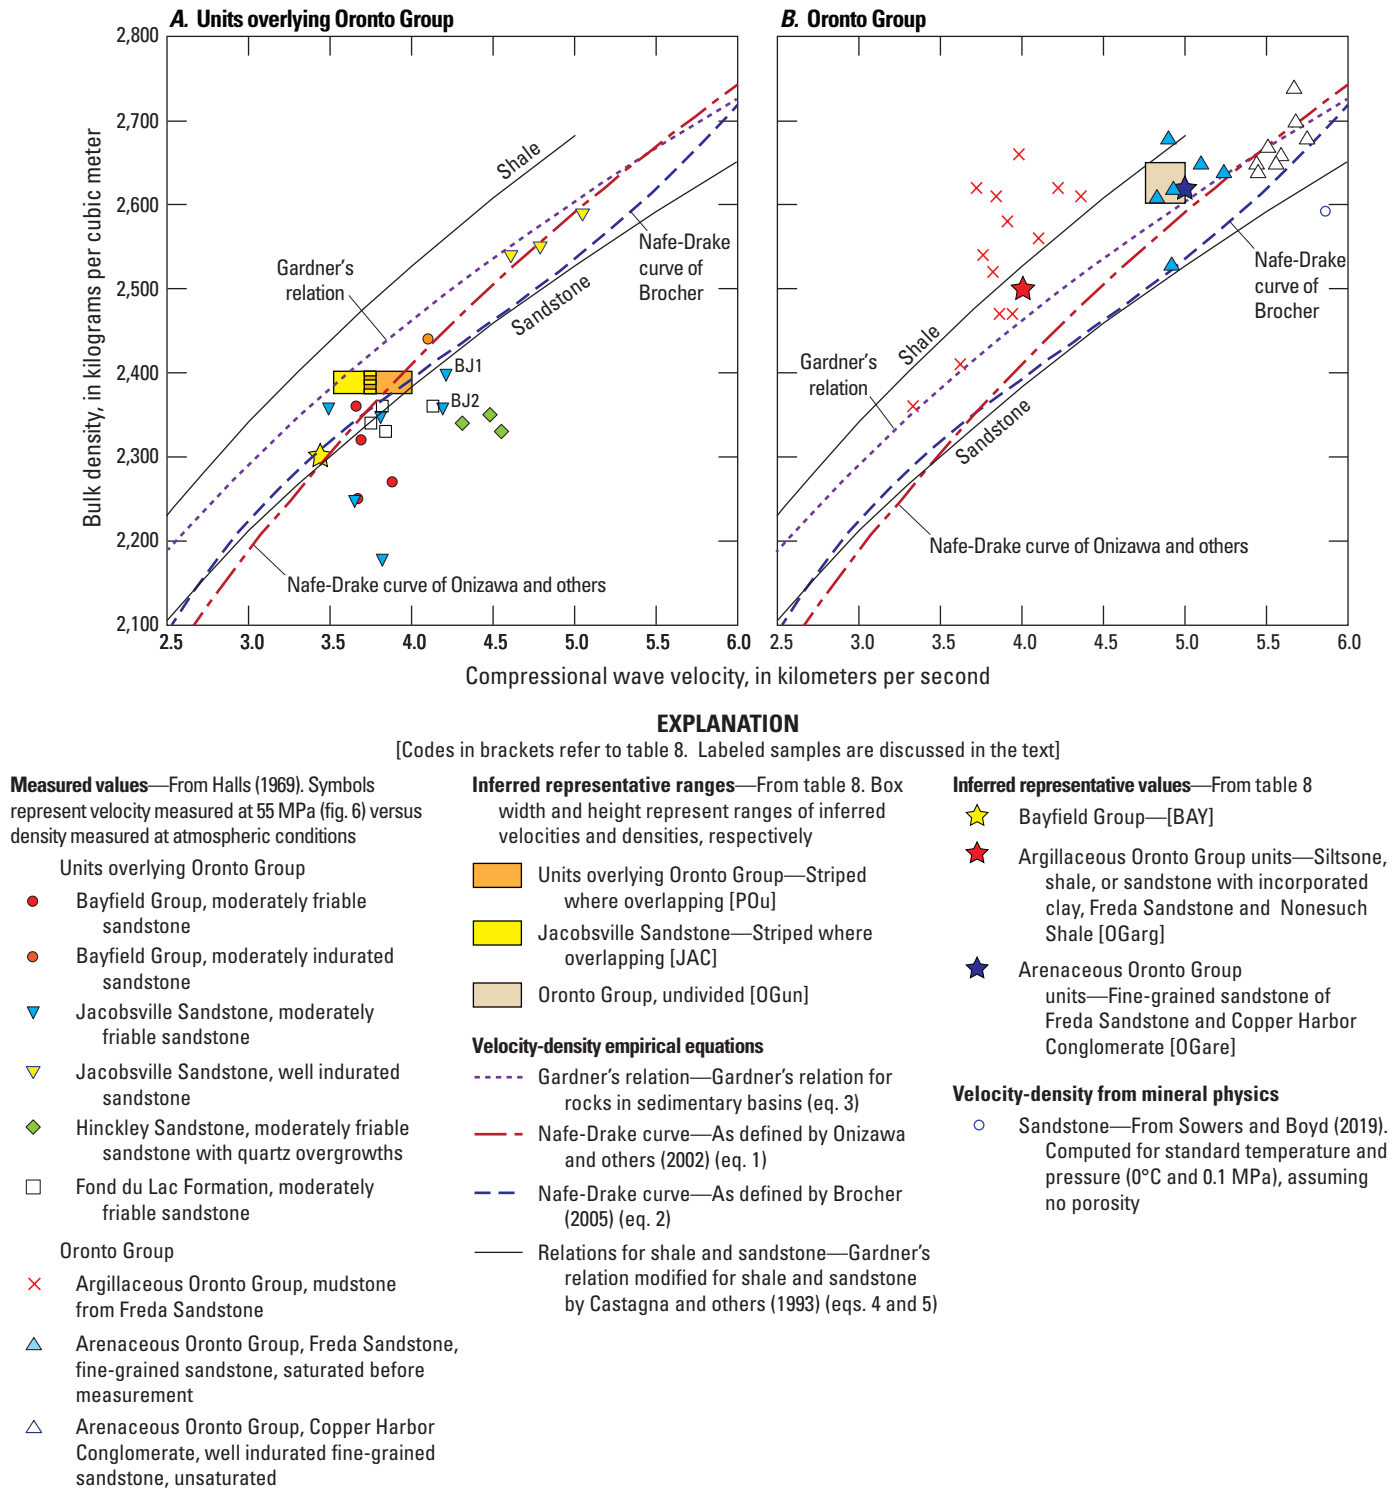 A. Units overlying Oronto Group
B. Oronto Group
2,800
2,700
2,600
2,500
2,400
2,300
2,200
2,100
Bulk density, in kilograms per cubic meter
Shale
Gardner's
relation
Nafe-Drake
curve of
Brocher
Sandstone
BJ1
BJ2
Nafe-Drake curve of Onizawa and others
2.5
3.0
3.5
4.0
4.5
5.0
5.5
6.0
Nafe-Drake
curve of
Brocher
Shale
Gardner's
relation
Sandstone
Nafe-Drake curve of Onizawa and others
2.5
3.0
3.5
4.0
4.5
5.0
5.5
6.0
Compressional wave velocity, in kilometers per second
EXPLANATION
[Codes in brackets refer to table 8. Labeled samples are discussed in the text]
Measured values—From Halls (1969). Symbols
represent velocity measured at 55 MPa (fig. 6) versus
density measured at atmospheric conditions
Units overlying Oronto Group
Bayfield Group, moderately friable
sandstone
Bayfield Group, moderately indurated
sandstone
Jacobsville Sandstone, moderately
friable sandstone
Jacobsville Sandstone, well indurated
sandstone
Hinckley Sandstone, moderately friable
sandstone with quartz overgrowths
Fond du Lac Formation, moderately
friable sandstone
Oronto Group
Argillaceous Oronto Group, mudstone
from Freda Sandstone
Arenaceous Oronto Group, Freda Sandstone,
fine-grained sandstone, saturated before
measurement
Arenaceous Oronto Group, Copper Harbor
Conglomerate, well indurated fine-grained
sandstone, unsaturated
Inferred representative ranges—From table 8. Box
width and height represent ranges of inferred
velocities and densities, respectively
Units overlying Oronto Group—Striped
where overlapping [POu]
Jacobsville Sandstone—Striped where
overlapping [JAC]
Oronto Group, undivided [OGun]
Velocity-density empirical equations
Gardner's relation—Gardner's relation for
rocks in sedimentary basins (eq. 3)
Nafe-Drake curve—As defined by Onizawa
and others (2002) (eq. 1)
Nafe-Drake curve—As defined by Brocher
(2005) (eq. 2)
Relations for shale and sandstone—Gardner's
relation modified for shale and sandstone
by Castagna and others (1993) (eqs. 4 and 5)
Inferred representative values—From table 8
Bayfield Group—[BAY]
Argillaceous Oronto Group units—Siltsone,
shale, or sandstone with incorporated
clay, Freda Sandstone and Nonesuch
Shale [OGarg]
Arenaceous Oronto Group
units—Fine-grained sandstone of
Freda Sandstone and Copper Harbor
Conglomerate [OGare]
Velocity-density from mineral physics
Sandstone—From Sowers and Boyd (2019).
Computed for standard temperature and
pressure (0°C and 0.1 MPa), assuming
no porosity